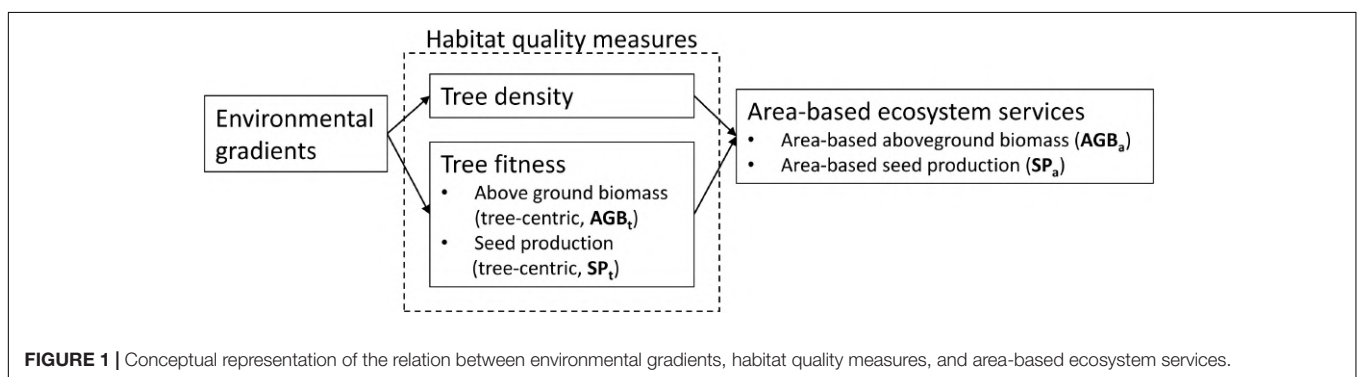 Habitat quality measures
Environmental
gradients
Tree density
Tree fitness
• Above ground biomass
(tree-centric, AGBt)
• Seed production
(tree-centric, SPt)
Area-based ecosystem services
• Area-based aboveground biomass (AGBa)
• Area-based seed production (SPa)
FIGURE 1 | Conceptual representation of the relation between environmental gradients, habitat quality measures, and area-based ecosystem services.